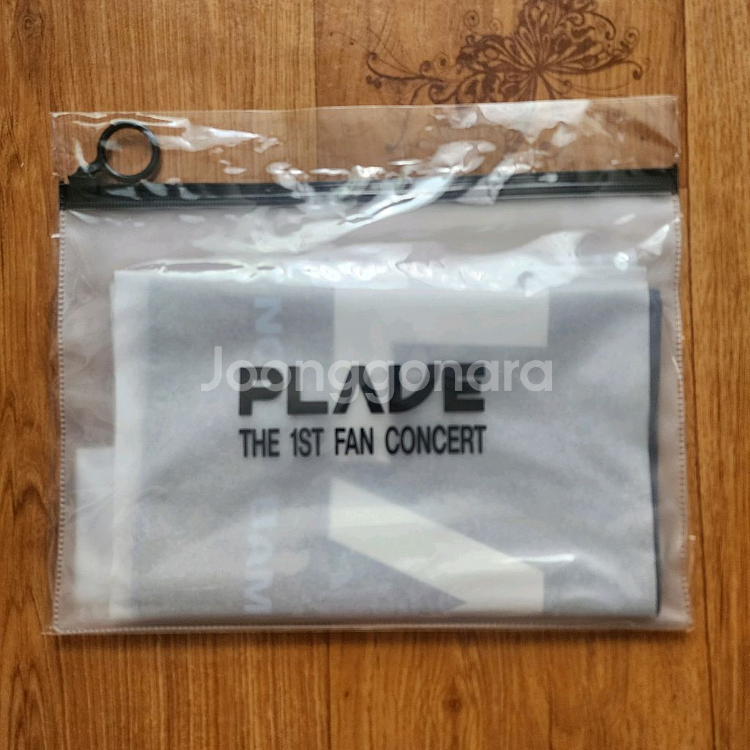 Joonggonara
PLAVE
THE 1ST FAN CONCERT